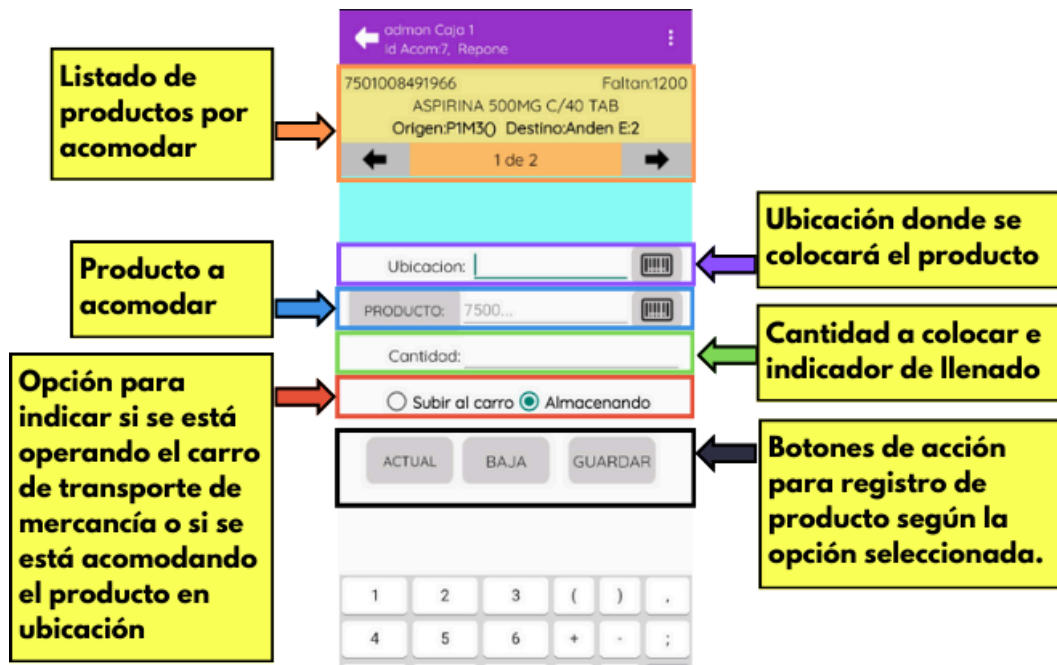 admon Caja 1
id Acom:7, Repone
Listado de
productos por
acomodar
7501008491966 Faltan:1200
ASPIRINA 500MG C/40 TAB
Origen:P1M3() Destino:Anden E:2
1 de 2
Ubicación donde se
colocará el producto
Ubicacion:
Producto a
acomodar
PRODUCTO: 7500...
Cantidad a colocar e
indicador de llenado
Cantidad:
Opción para
indicar si se está
operando el carro
de transporte de
mercancía o si se
está acomodando
el producto en
ubicación
Subir al carro Almacenando
Botones de acción
para registro de
producto según la
opción seleccionada.
ACTUAL BAJA GUARDAR
1 2 3 ( ) ,
4 5 6 + - ;